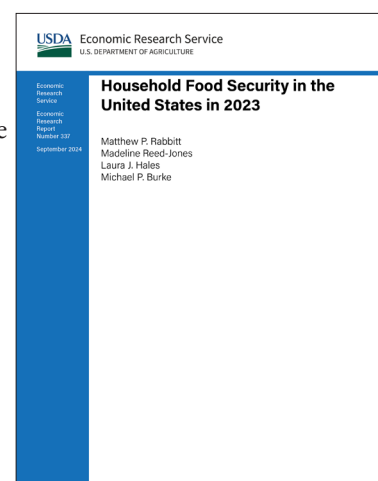 USDA Economic Research Service
U.S. DEPARTMENT OF AGRICULTURE
Economic
Research
Service
Economic
Research
Report
Number 337
September 2024
Household Food Security in the
United States in 2023
Matthew P. Rabbitt
Madeline Reed-Jones
Laura J. Hales
Michael P. Burke
e